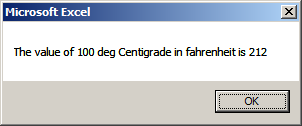 Microsoft Excel
The value of 100 deg Centigrade in fahrenheit is 212
OK